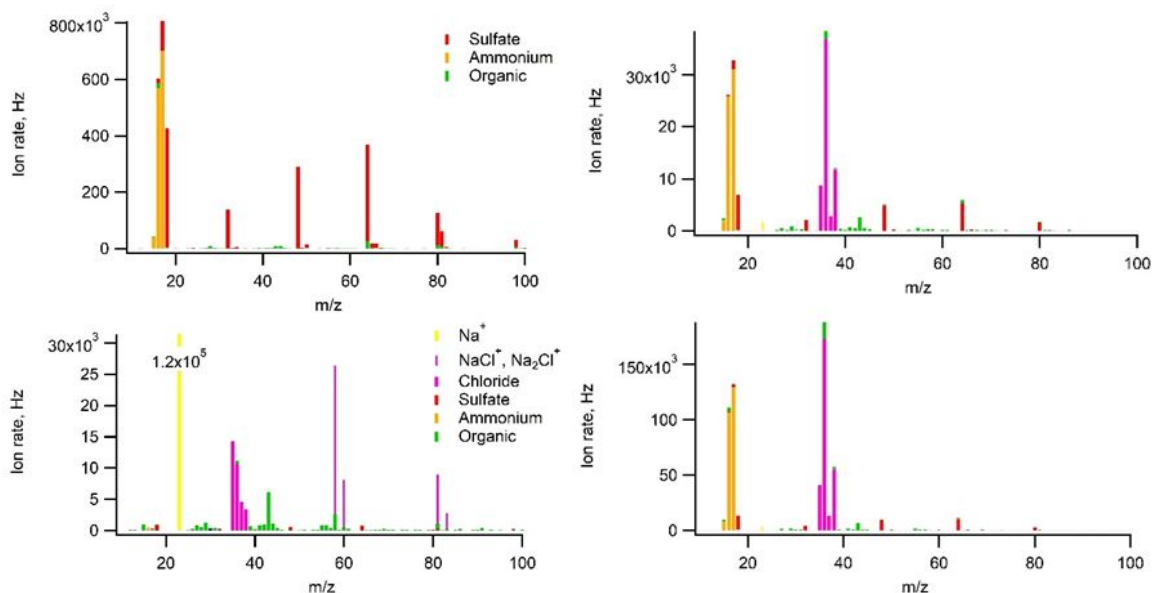 800x10³
600
400
200
0
Ion rate, Hz
20 40 60 80 100
m/z
Sulfate
Ammonium
Organic
30x10³
20
10
0
Ion rate, Hz
20 40 60 80 100
m/z
30x10³
25
20
15
10
5
0
Ion rate, Hz
1.2x10⁵
20 40 60 80 100
m/z
Na⁺
NaCl⁺, Na₂Cl⁺
Chloride
Sulfate
Ammonium
Organic
150x10³
100
50
0
Ion rate, Hz
20 40 60 80 100
m/z